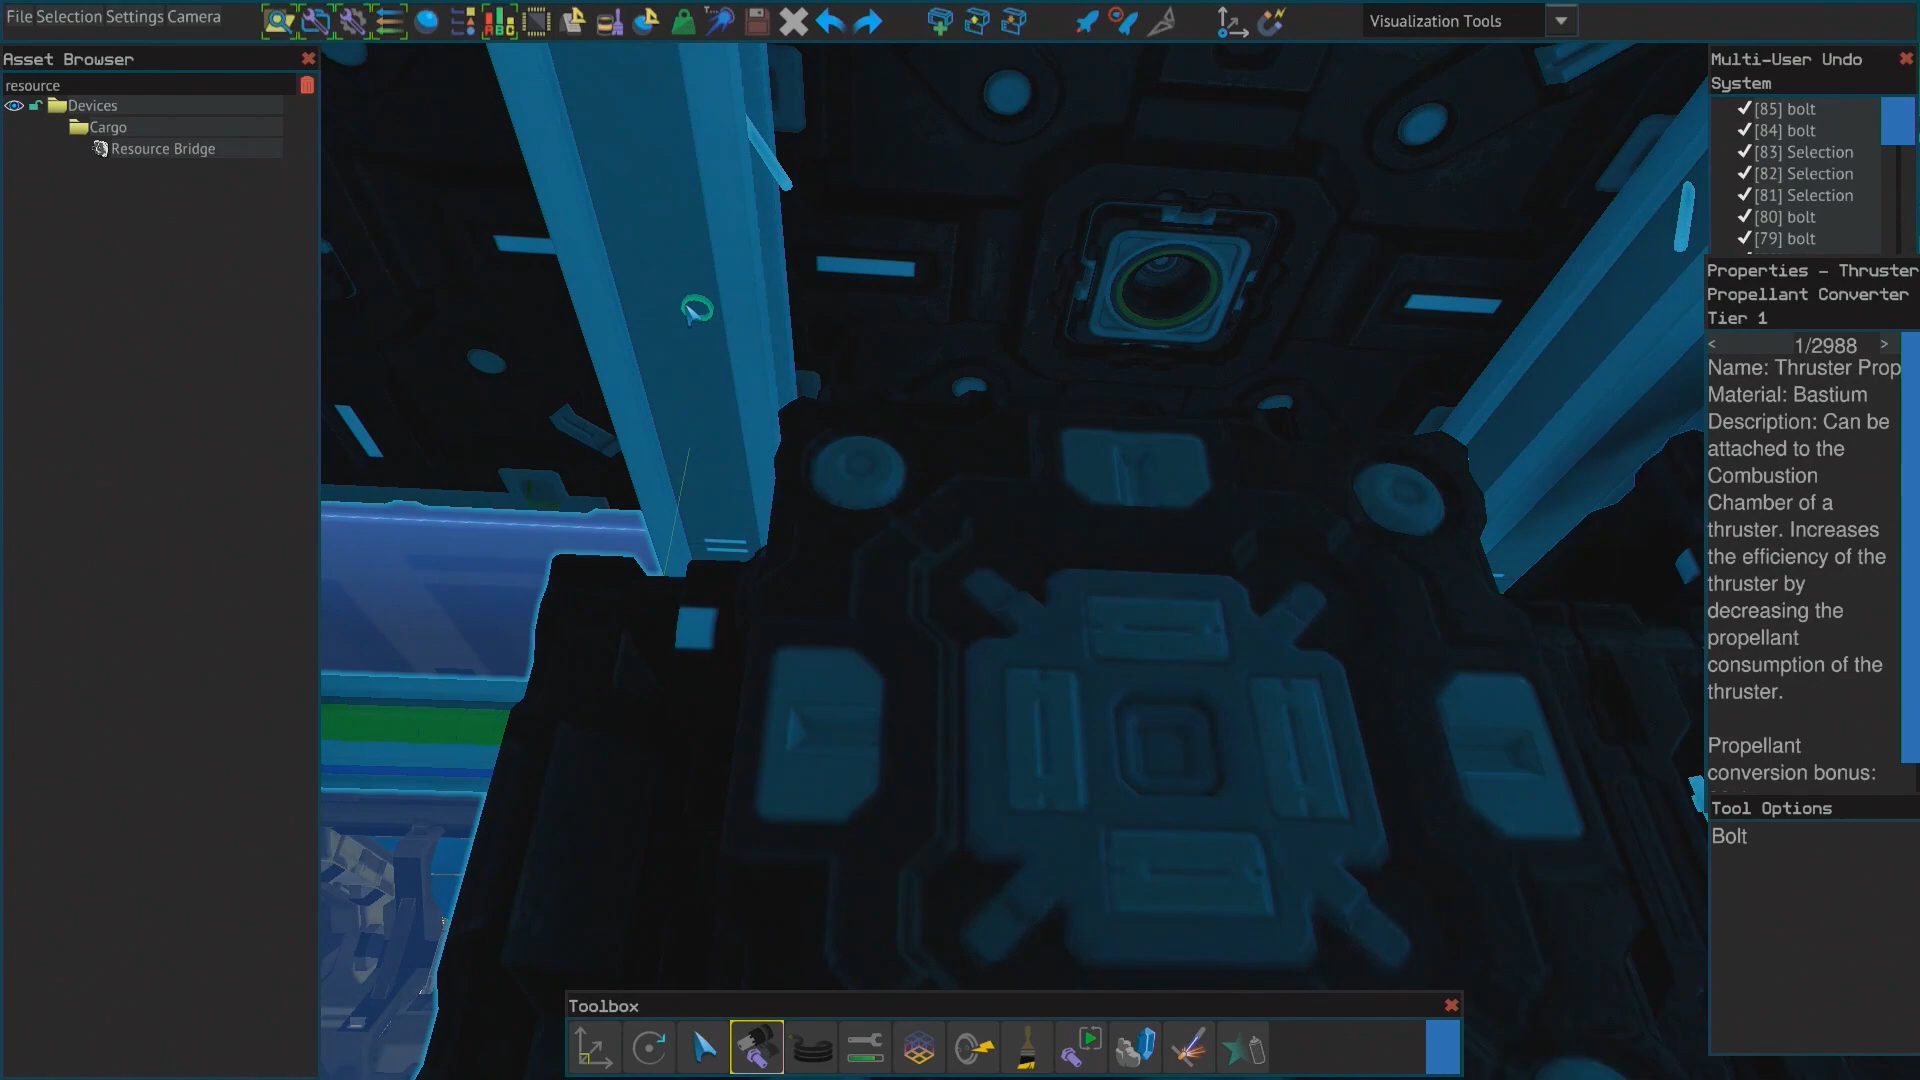 File Selection Settings Camera
Visualization Tools
Asset Browser
resource
Devices
Cargo
Resource Bridge
Multi-User Undo
System
[85] bolt
[84] bolt
[83] Selection
[82] Selection
[81] Selection
[80] bolt
[79] bolt
Properties - Thruster
Propellant Converter
Tier 1
< 1/2988 >
Name: Thruster Prop
Material: Bastium
Description: Can be
attached to the
Combustion
Chamber of a
thruster. Increases
the efficiency of the
thruster by
decreasing the
propellant
consumption of the
thruster.
Propellant
conversion bonus:
Tool Options
Bolt
Toolbox